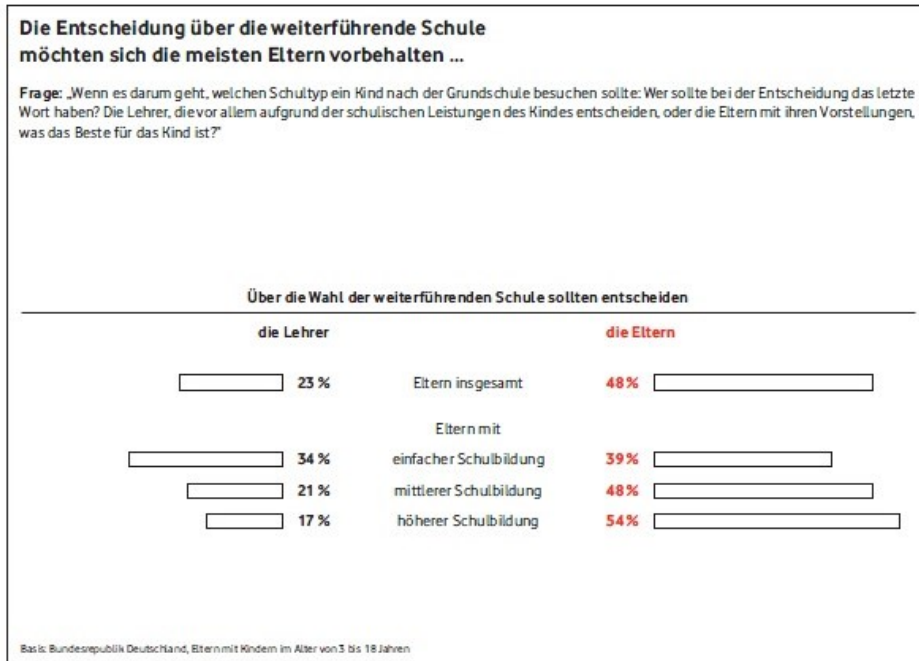 Die Entscheidung über die weiterführende Schule
möchten sich die meisten Eltern vorbehalten ...
Frage: „Wenn es darum geht, welchen Schultyp ein Kind nach der Grundschule besuchen sollte: Wer sollte bei der Entscheidung das letzte
Wort haben? Die Lehrer, die vor allem aufgrund der schulischen Leistungen des Kindes entscheiden, oder die Eltern mit ihren Vorstellungen,
was das Beste für das Kind ist?"
Über die Wahl der weiterführenden Schule sollten entscheiden
die Lehrer die Eltern
23 % Eltern insgesamt 48%
Eltern mit
34 % einfacher Schulbildung 39%
21 % mittlerer Schulbildung 48%
17 % höherer Schulbildung 54%
Basis: Bundesrepublik Deutschland, Eltern mit Kindern im Alter von 3 bis 18 Jahren